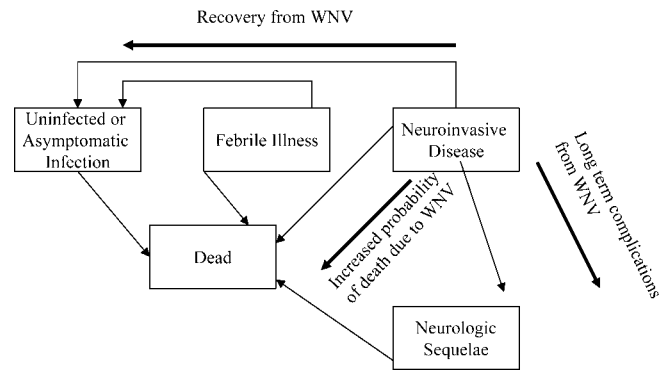 Recovery from WNV
Uninfected or
Asymptomatic
Infection
Febrile Illness
Neuroinvasive
Disease
Long term complications
from WNV
Increased probability
of death due to WNV
Dead
Neurologic
Sequelae